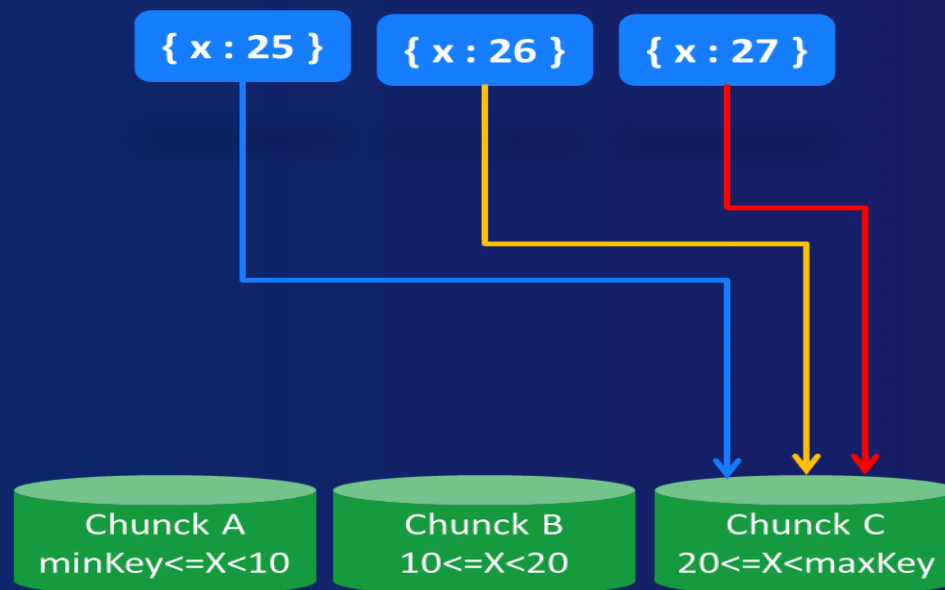 { x : 25 }
{ x : 26 }
{ x : 27 }
Chunck A
minKey<=X<10
Chunck B
10<=X<20
Chunck C
20<=X<maxKey